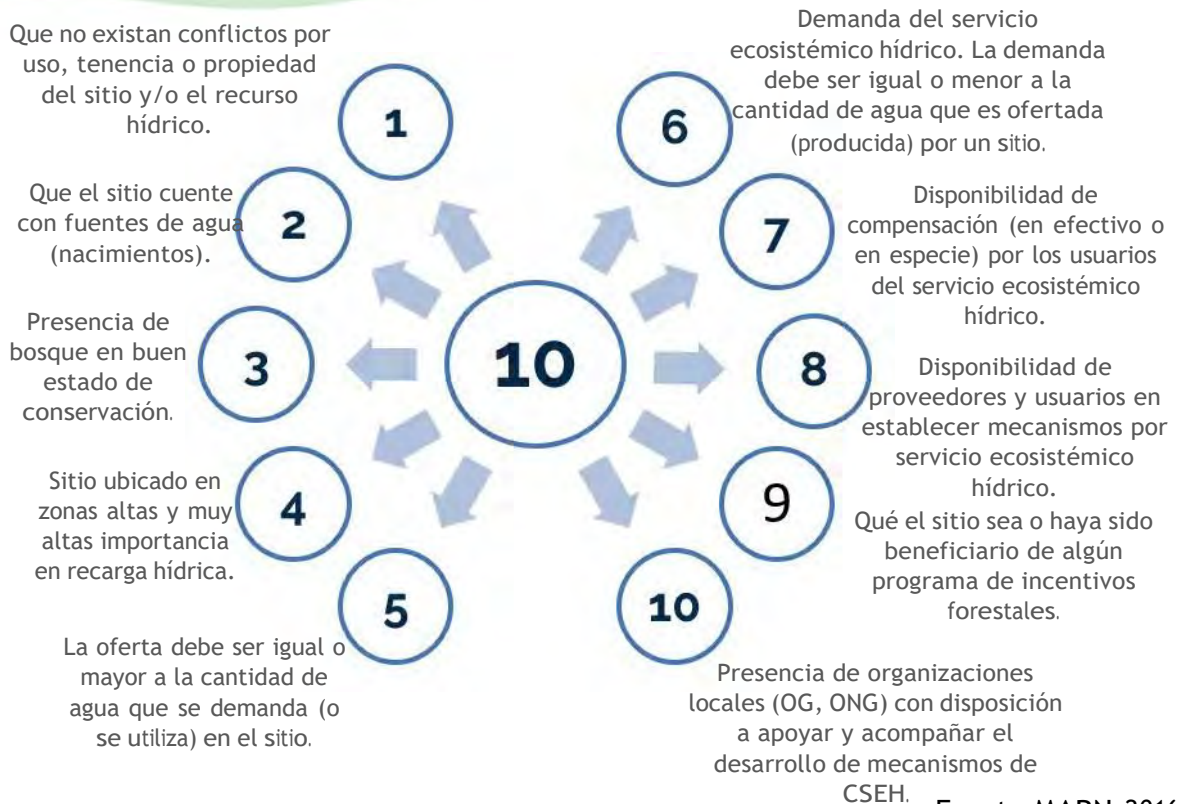 Que no existan conflictos por
uso, tenencia o propiedad
del sitio y/o el recurso
hídrico.
1
Que el sitio cuente
con fuentes de agua
(nacimientos).
2
Presencia de
bosque en buen
estado de
conservación.
3
Sitio ubicado en
zonas altas y muy
altas importancia
en recarga hídrica.
4
La oferta debe ser igual o
mayor a la cantidad de
agua que se demanda (o
se utiliza) en el sitio.
5
10
Demanda del servicio
ecosistémico hídrico. La demanda
debe ser igual o menor a la
cantidad de agua que es ofertada
(producida) por un sitio.
6
Disponibilidad de
compensación (en efectivo o
en especie) por los usuarios
del servicio ecosistémico
hídrico.
7
Disponibilidad de
proveedores y usuarios en
establecer mecanismos por
servicio ecosistémico
hídrico.
8
Qué el sitio sea o haya sido
beneficiario de algún
programa de incentivos
forestales.
9
Presencia de organizaciones
locales (OG, ONG) con disposición
a apoyar y acompañar el
desarrollo de mecanismos de
CSEH.
10